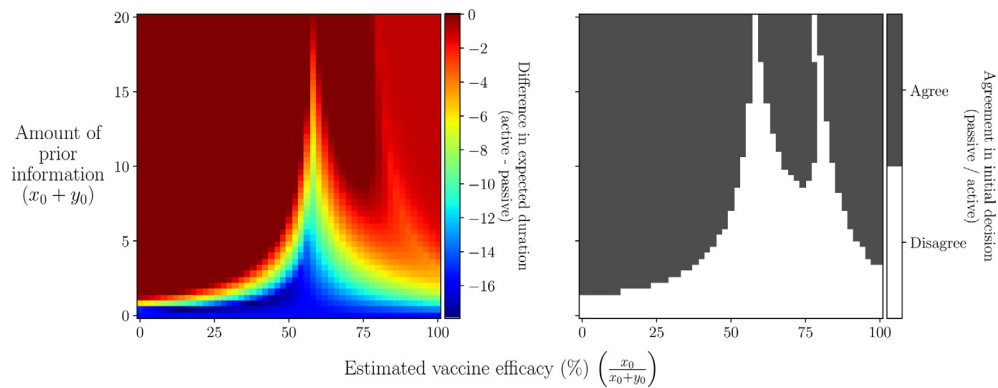 20
15
10
5
0
0
25
50
75
100
Amount of
prior
information
(x₀ + y₀)
0
−2
−4
−6
−8
−10
−12
−14
−16
Difference in expected duration
(active - passive)
0
25
50
75
100
Agree
Disagree
Agreement in initial decision
(passive / active)
Estimated vaccine efficacy (%) (x₀/(x₀+y₀))